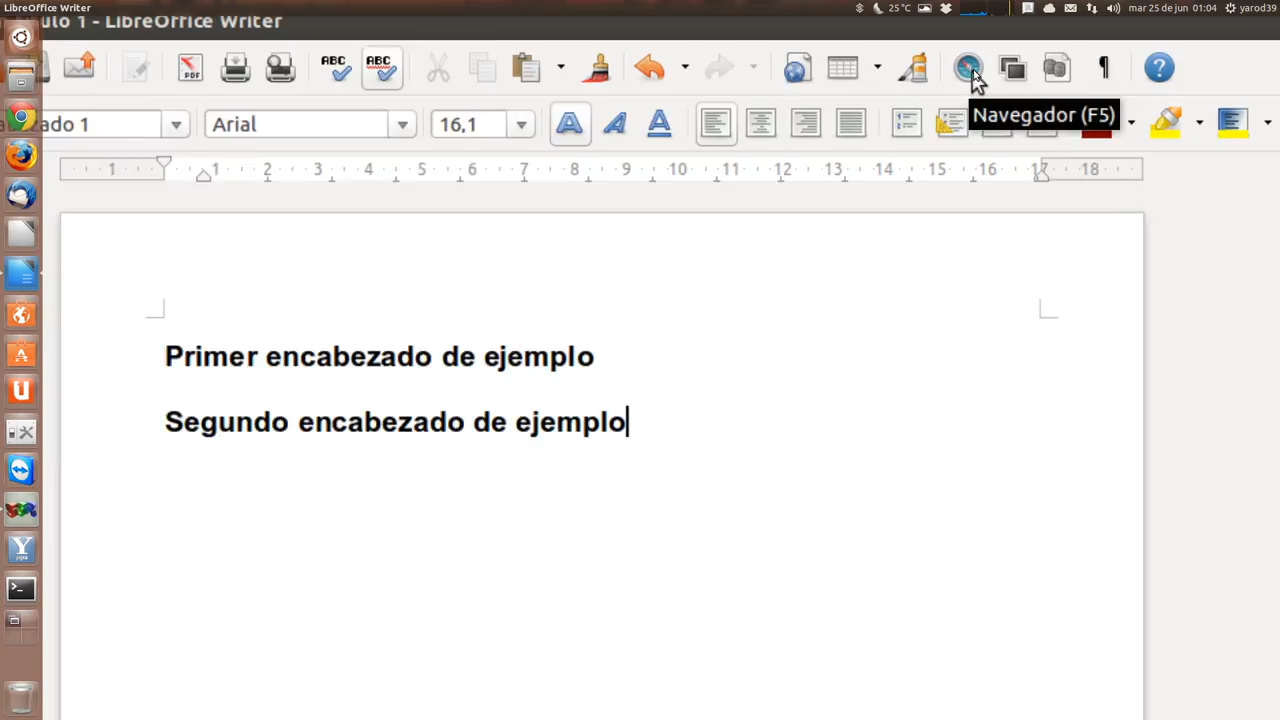 LibreOffice Writer
25°C
A
mar 25 de jun 01:04
yarod39
ulo 1 - LibreOffice Writer
PDF
ABC
ABC
?
azado 1
Arial
16,1
A
A
A
Navegador (F5)
1 1 2 3 4 5 6 7 8 9 10 11 12 13 14 15 16 17 18
Primer encabezado de ejemplo
Segundo encabezado de ejemplo